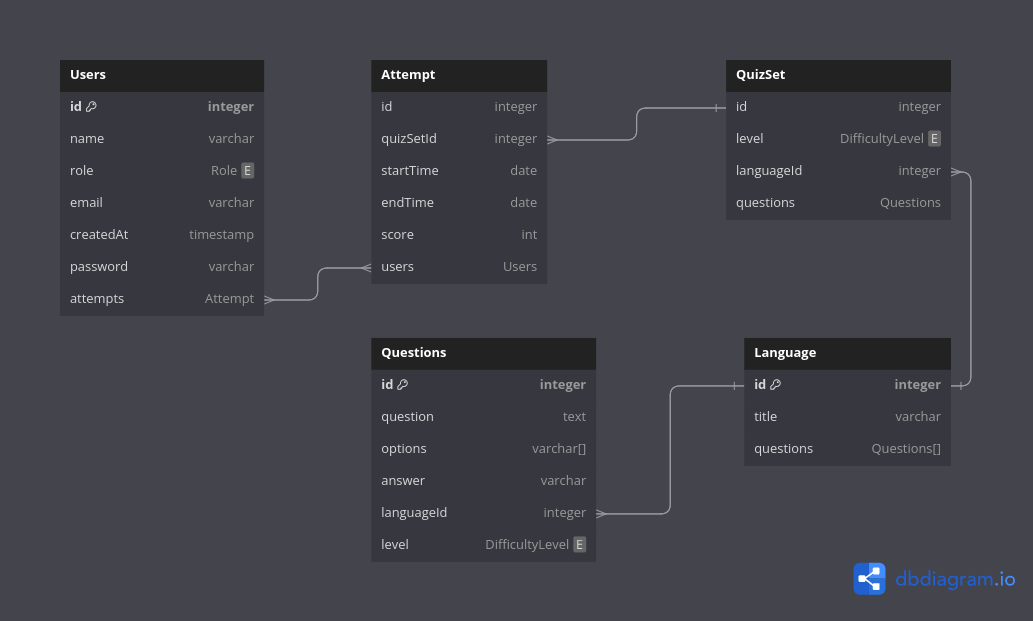 Users
id integer
name varchar
role Role E
email varchar
createdAt timestamp
password varchar
attempts Attempt
Attempt
id integer
quizSetId integer
startTime date
endTime date
score int
users Users
QuizSet
id integer
level DifficultyLevel E
languageId integer
questions Questions
Questions
id integer
question text
options varchar[]
answer varchar
languageId integer
level DifficultyLevel E
Language
id integer
title varchar
questions Questions[]
dbdiagram.io